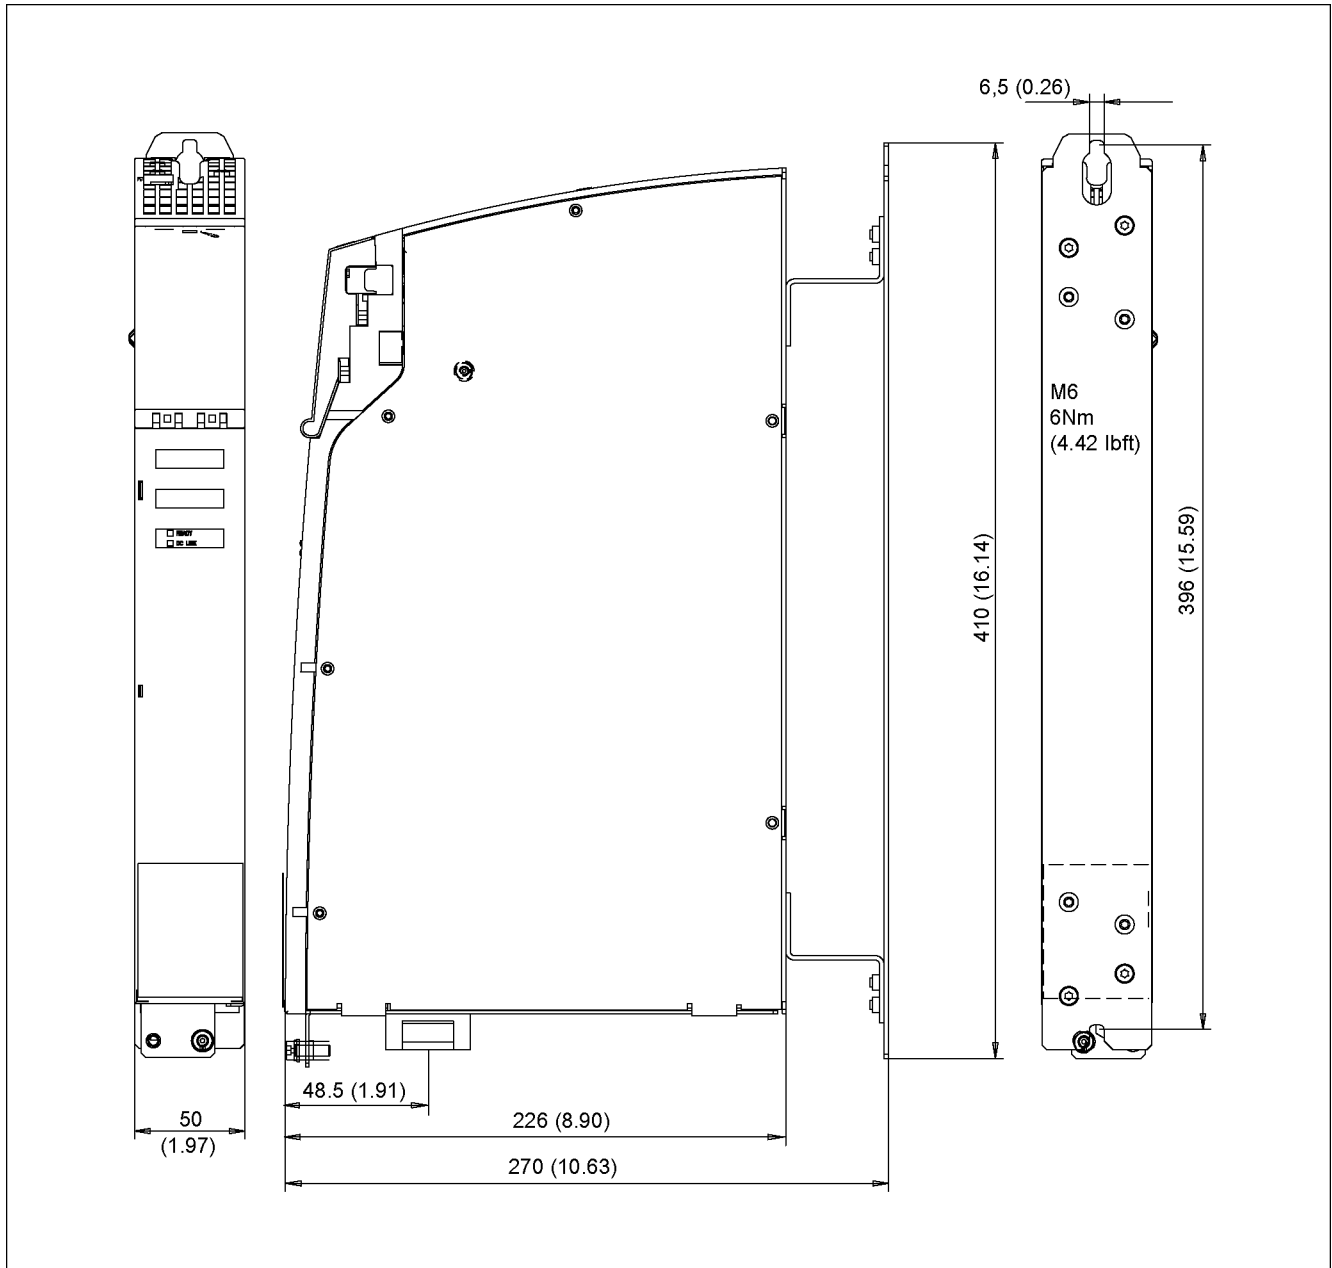 6,5 (0.26)
M6
6Nm
(4.42 lbft)
410 (16.14)
396 (15.59)
READY
DC LINK
48.5 (1.91)
50
(1.97)
226 (8.90)
270 (10.63)